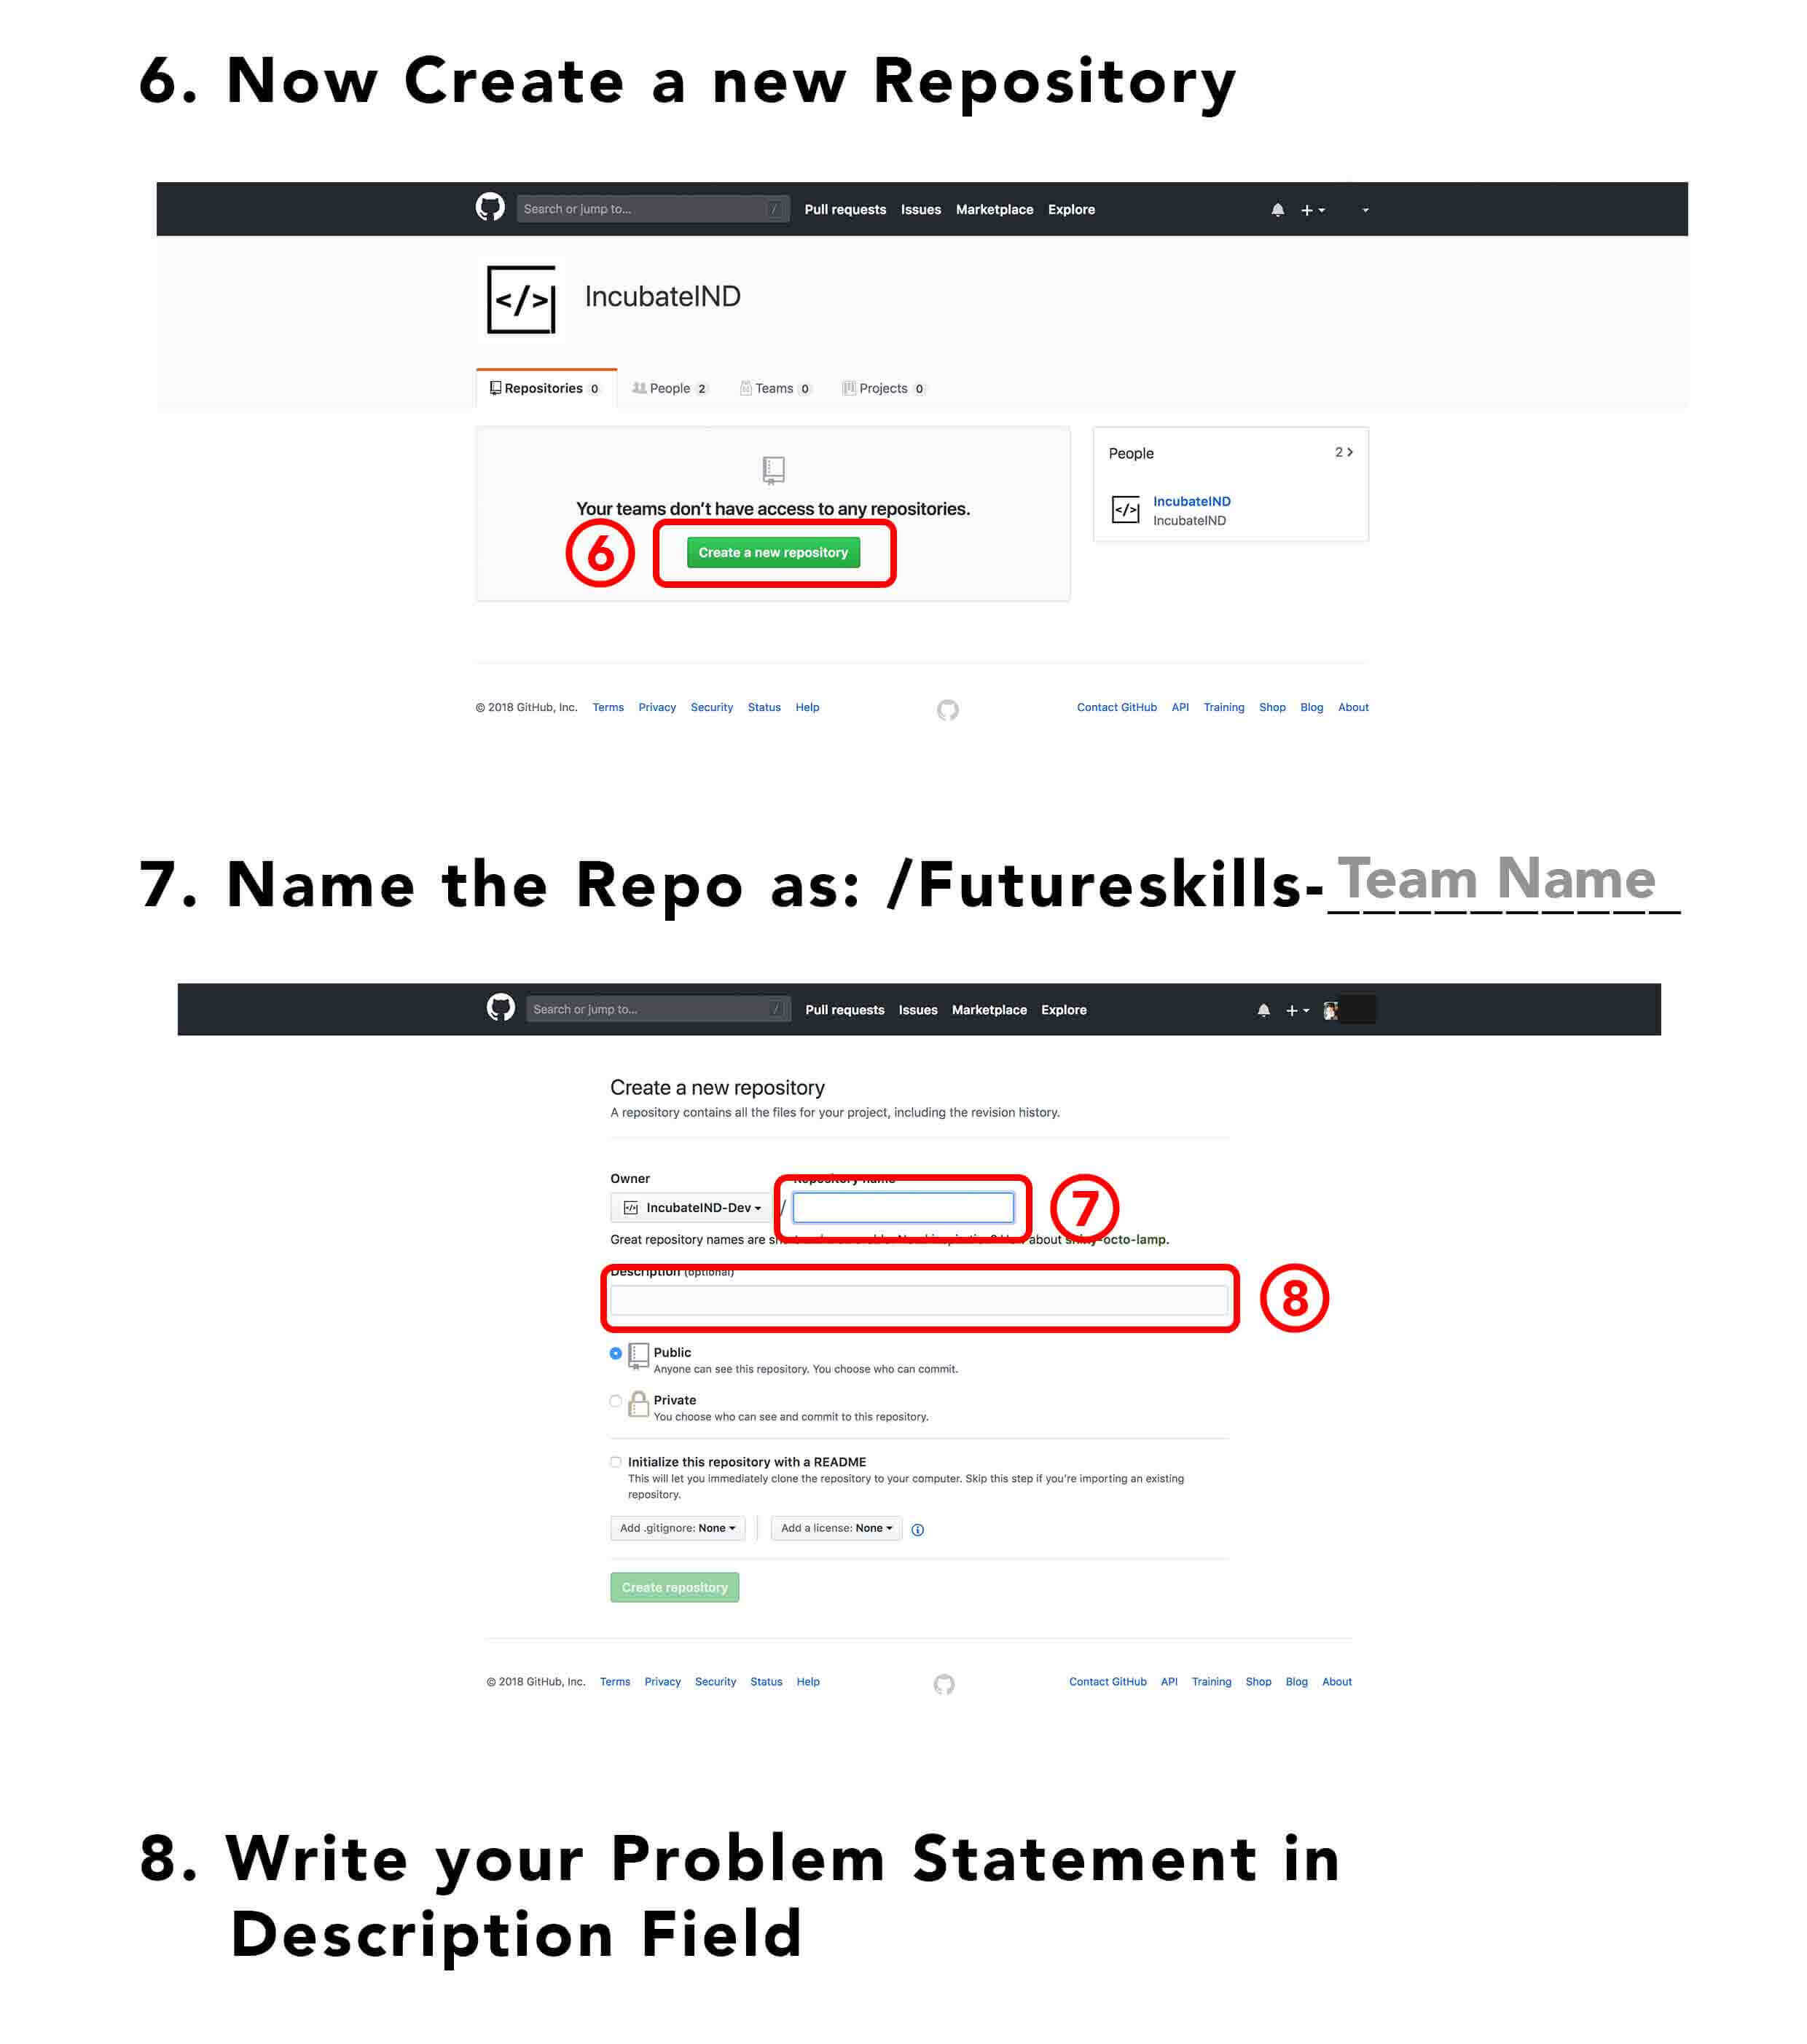 6. Now Create a new Repository
Search or jump to... /
Pull requests Issues Marketplace Explore
</> IncubateIND
Repositories 0 People 2 Teams 0 Projects 0
Your teams don't have access to any repositories.
6 Create a new repository
People 2
</> IncubateIND
IncubateIND
© 2018 GitHub, Inc. Terms Privacy Security Status Help Contact GitHub API Training Shop Blog About
7. Name the Repo as: /Futureskills-Team Name
Search or jump to... / Pull requests Issues Marketplace Explore
Create a new repository
A repository contains all the files for your project, including the revision history.
Owner Repository name
IncubateIND-Dev / 7
Great repository names are about shiny-octo-lamp.
Description (optional)
8
Public
Anyone can see this repository. You choose who can commit.
Private
You choose who can see and commit to this repository.
Initialize this repository with a README
This will let you immediately clone the repository to your computer. Skip this step if you're importing an existing
repository.
Add .gitignore: None Add a license: None
Create repository
© 2018 GitHub, Inc. Terms Privacy Security Status Help Contact GitHub API Training Shop Blog About
8. Write your Problem Statement in
Description Field